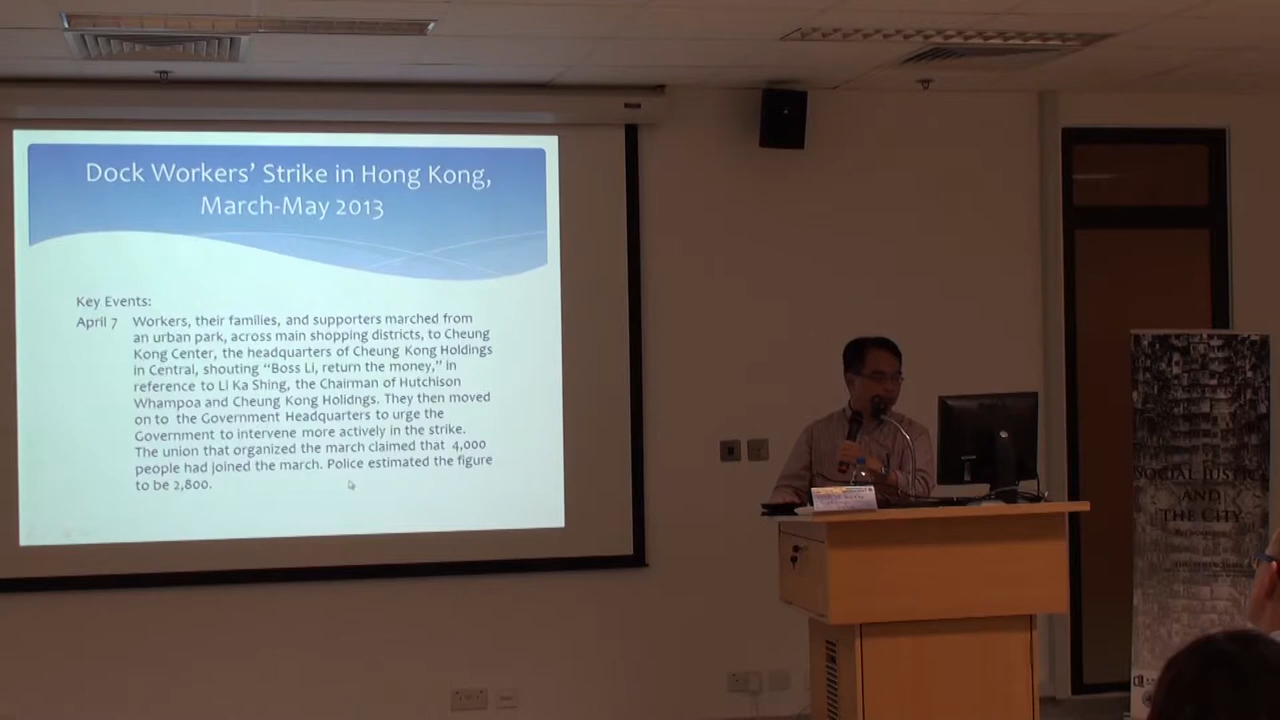 Dock Workers' Strike in Hong Kong,
March-May 2013
Key Events:
April 7 Workers, their families, and supporters marched from
an urban park, across main shopping districts, to Cheung
Kong Center, the headquarters of Cheung Kong Holdings
in Central, shouting "Boss Li, return the money," in
reference to Li Ka Shing, the Chairman of Hutchison
Whampoa and Cheung Kong Holidngs. They then moved
on to the Government Headquarters to urge the
Government to intervene more actively in the strike.
The union that organized the march claimed that 4,000
people had joined the march. Police estimated the figure
to be 2,800.
SOCIAL JUSTICE
AND
THE CITY